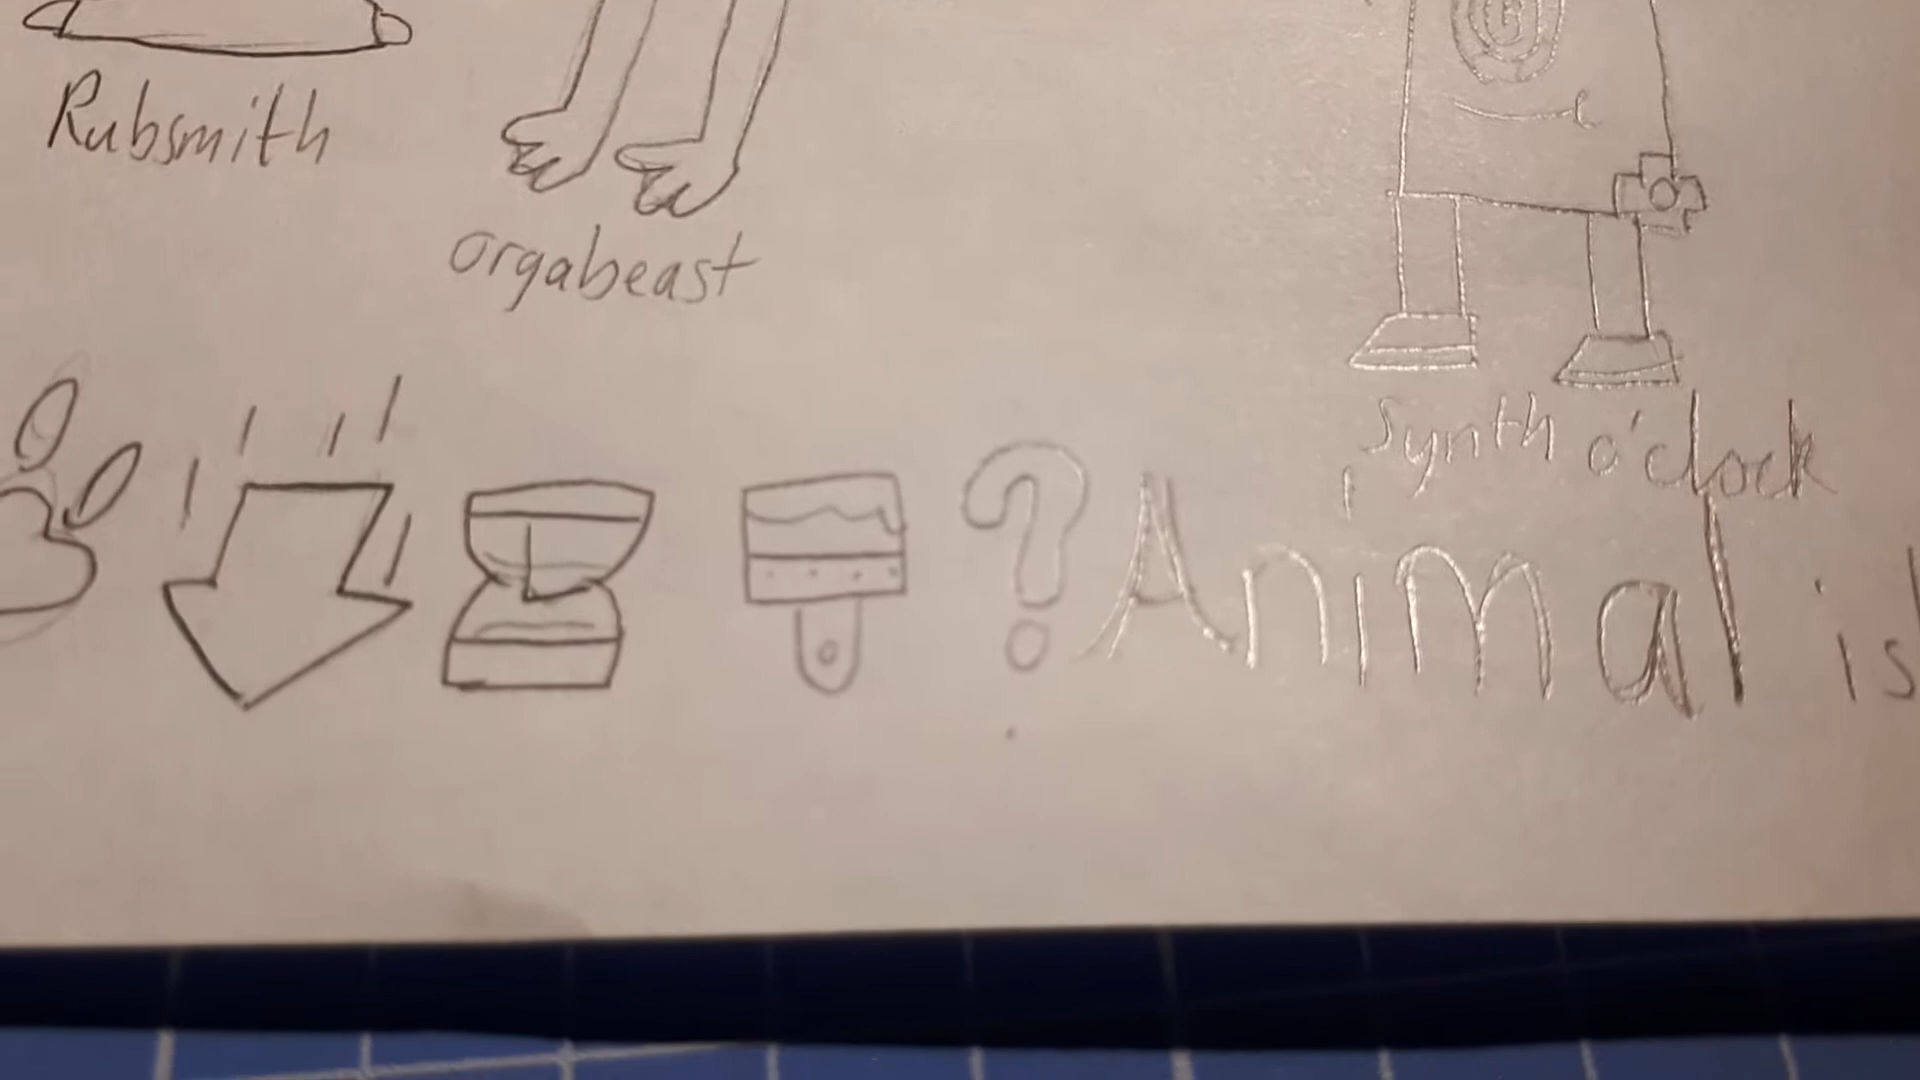 Rubsmith
orgabeast
synth o'clock
? Animal is